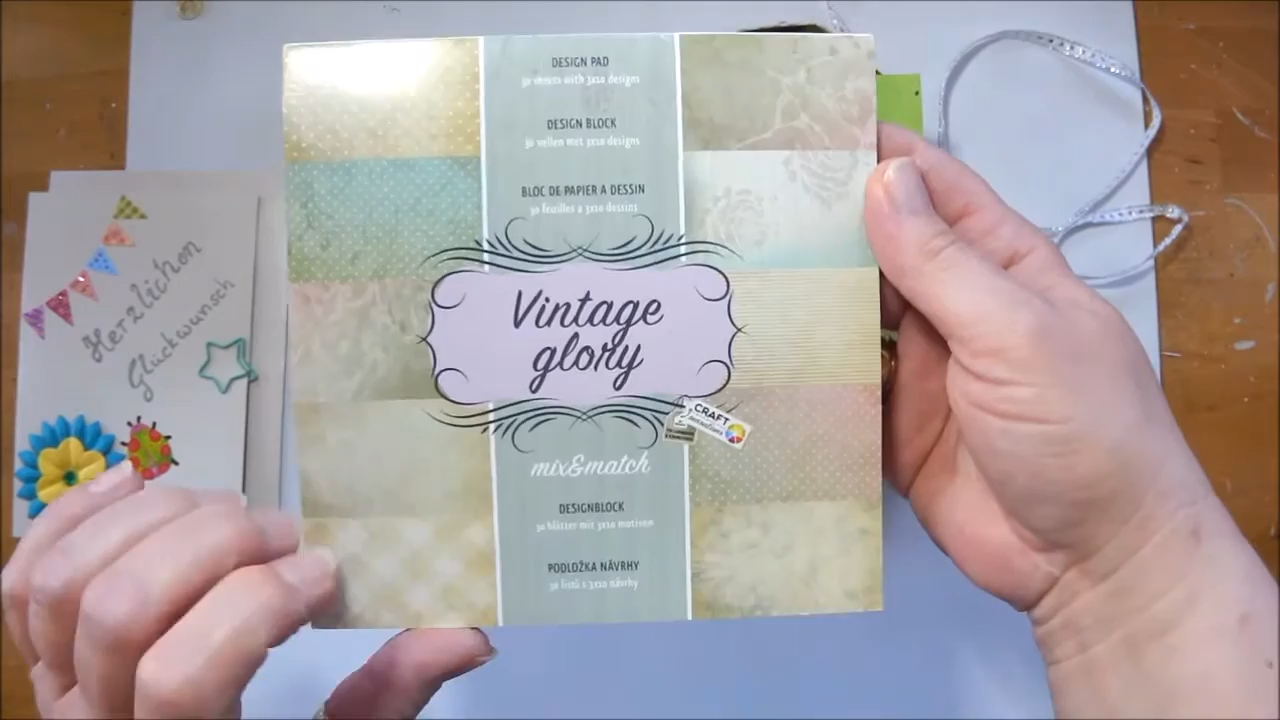 DESIGN PAD
30 sheets with 3x10 designs
DESIGN BLOCK
30 vellen met 3x10 designs
BLOC DE PAPIER A DESSIN
30 feuilles a 3x10 dessins
Vintage
glory
CRAFT
Sensations
mix&match
DESIGNBLOCK
30 blätter mit 3x10 motiven
PODLOŽKA NÁVRHY
30 listů s 3x10 návrhy
Herzlichen
Glückwunsch